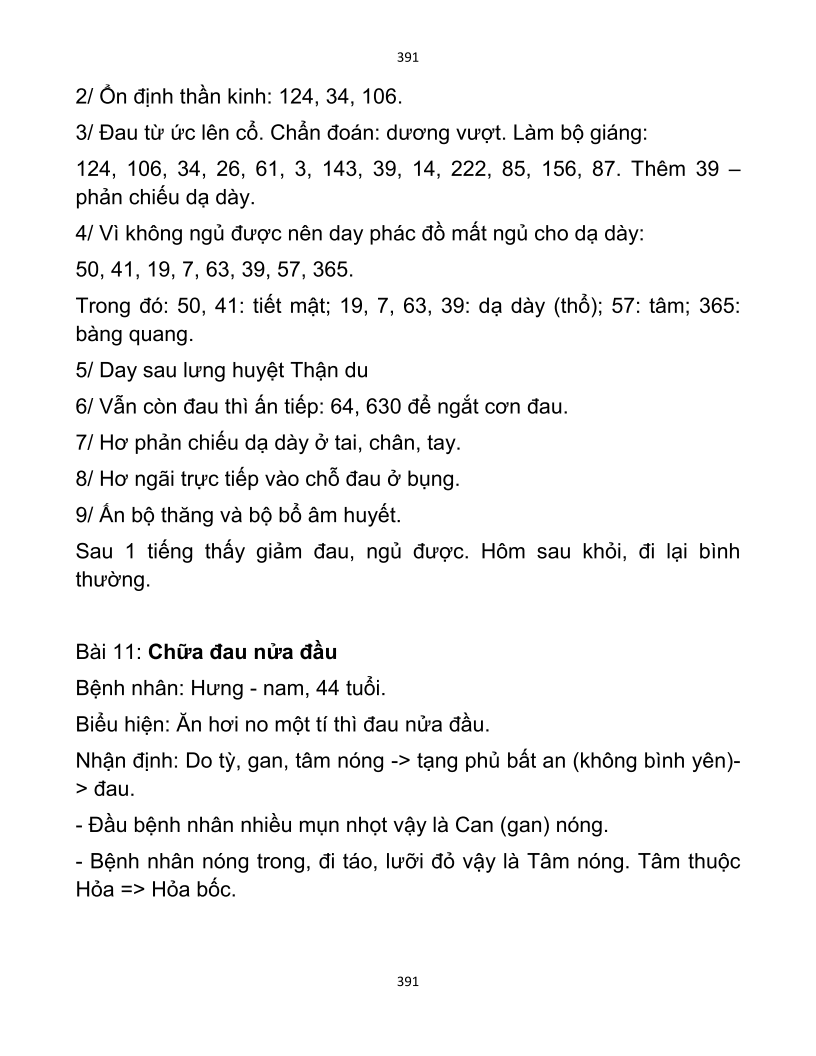 391
2/ Ổn định thần kinh: 124, 34, 106.
3/ Đau từ ức lên cổ. Chẩn đoán: dương vượt. Làm bộ giáng:
124, 106, 34, 26, 61, 3, 143, 39, 14, 222, 85, 156, 87. Thêm 39 –
phản chiếu dạ dày.
4/ Vì không ngủ được nên day phác đồ mất ngủ cho dạ dày:
50, 41, 19, 7, 63, 39, 57, 365.
Trong đó: 50, 41: tiết mật; 19, 7, 63, 39: dạ dày (thổ); 57: tâm; 365:
bàng quang.
5/ Day sau lưng huyệt Thận du
6/ Vẫn còn đau thì ấn tiếp: 64, 630 để ngắt cơn đau.
7/ Hơ phản chiếu dạ dày ở tai, chân, tay.
8/ Hơ ngãi trực tiếp vào chỗ đau ở bụng.
9/ Ấn bộ thăng và bộ bổ âm huyết.
Sau 1 tiếng thấy giảm đau, ngủ được. Hôm sau khỏi, đi lại bình
thường.
Bài 11: Chữa đau nửa đầu
Bệnh nhân: Hưng - nam, 44 tuổi.
Biểu hiện: Ăn hơi no một tí thì đau nửa đầu.
Nhận định: Do tỳ, gan, tâm nóng -> tạng phủ bất an (không bình yên)-
> đau.
- Đầu bệnh nhân nhiều mụn nhọt vậy là Can (gan) nóng.
- Bệnh nhân nóng trong, đi táo, lưỡi đỏ vậy là Tâm nóng. Tâm thuộc
Hỏa => Hỏa bốc.
391